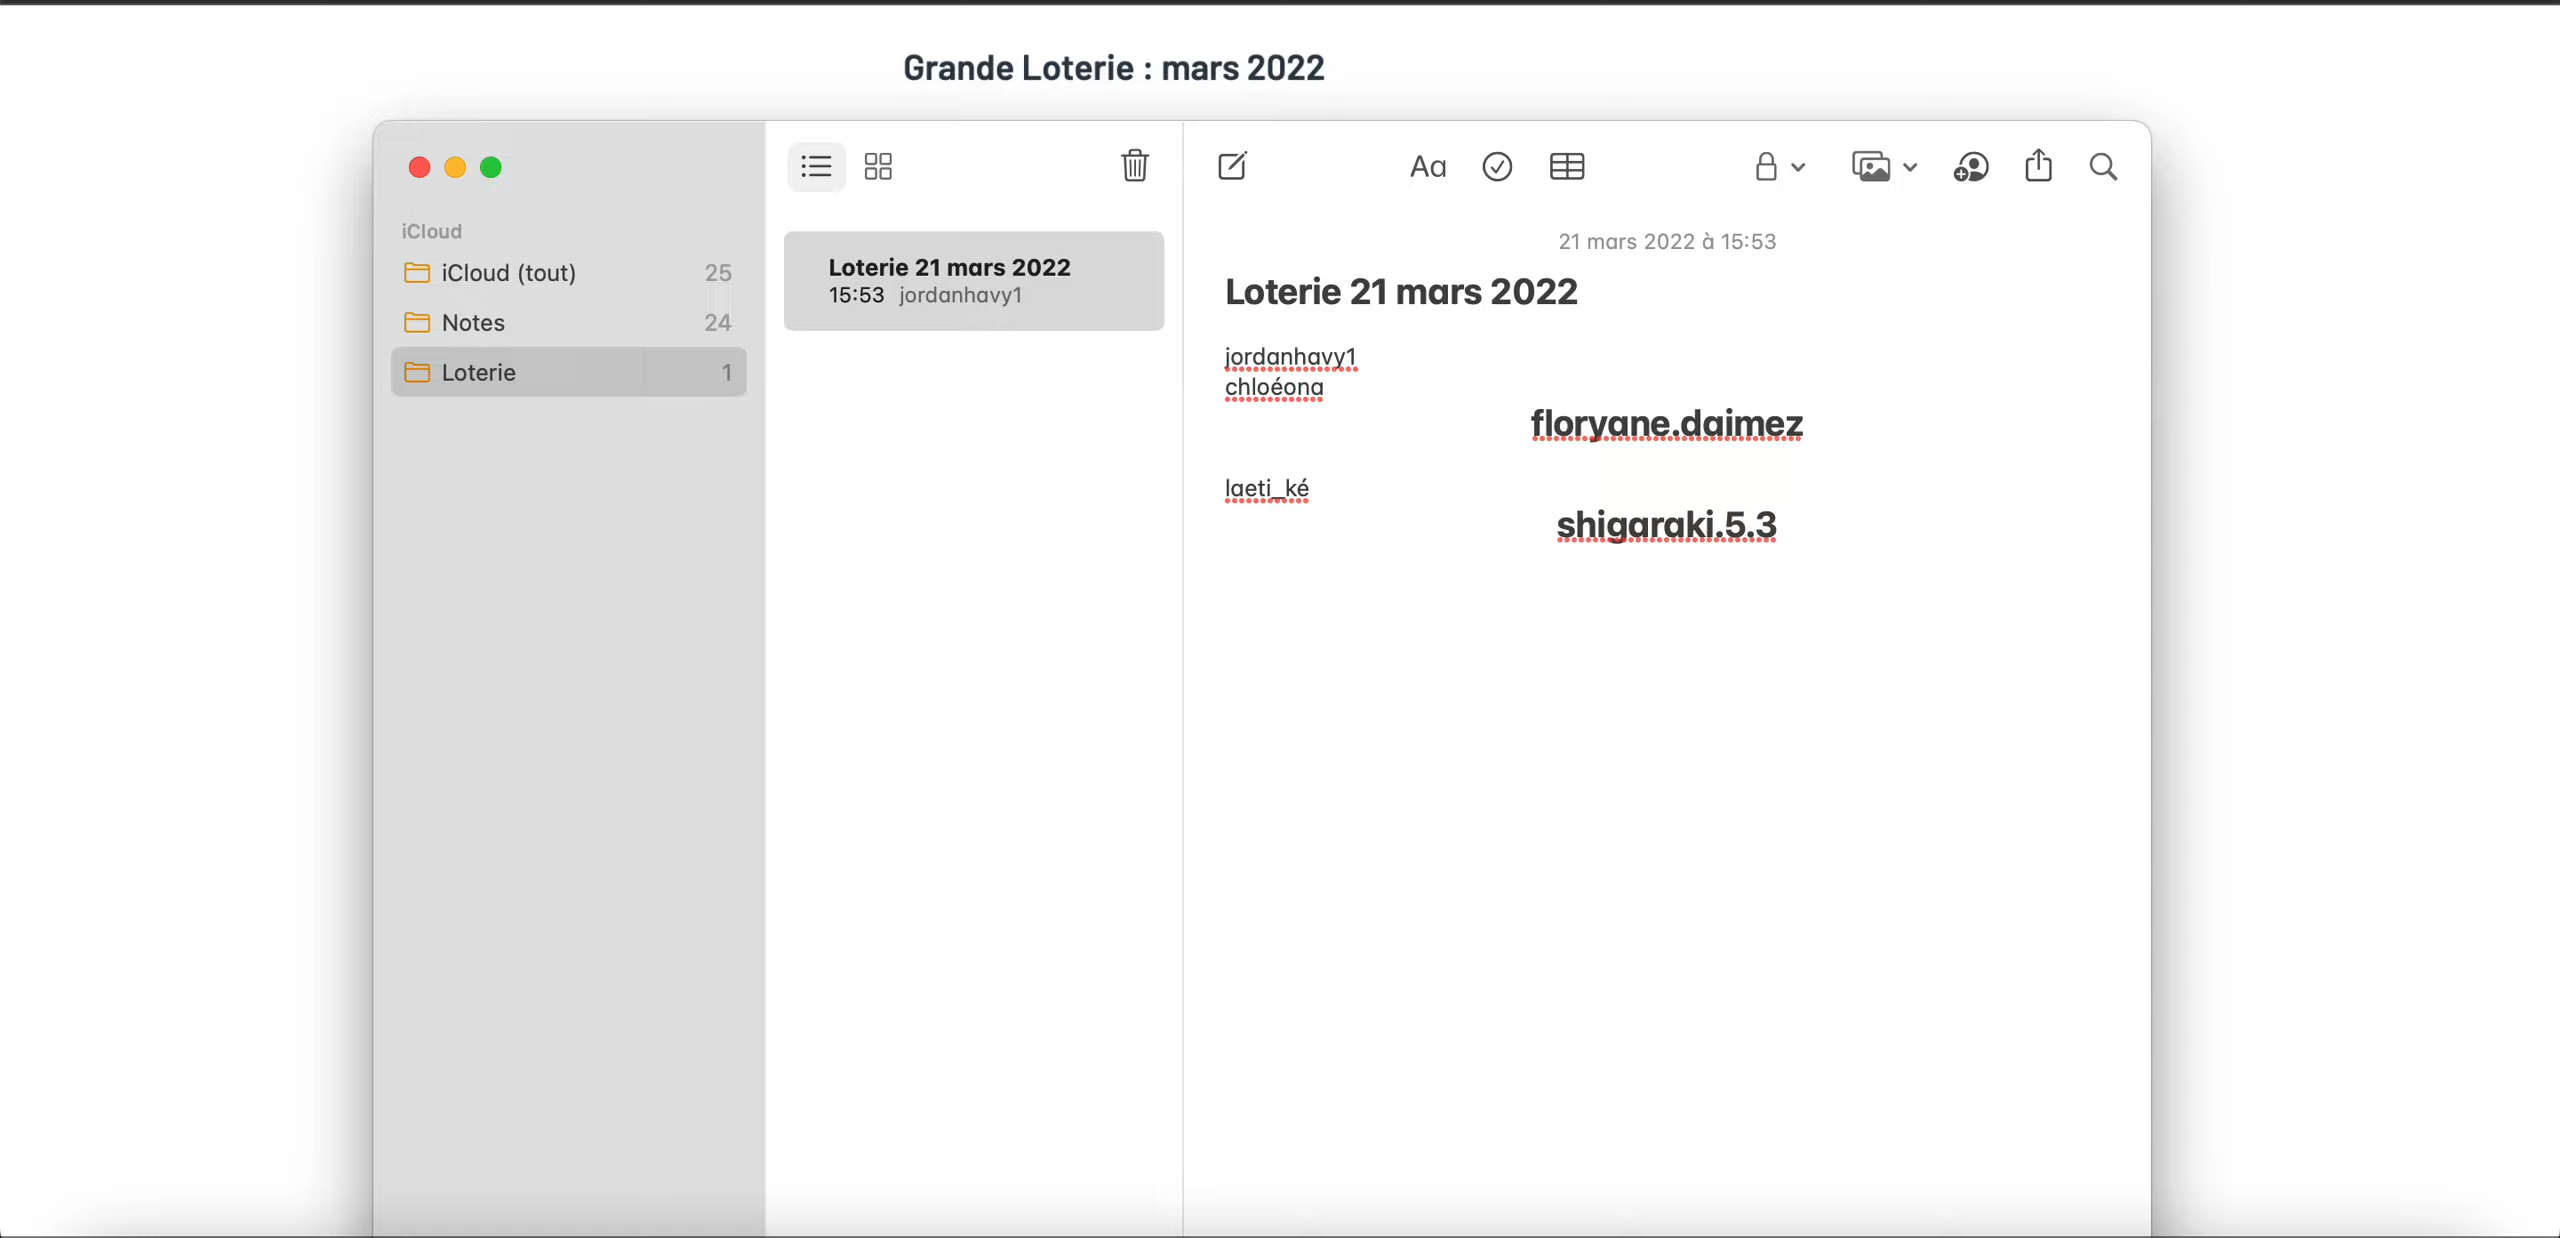 Grande Loterie : mars 2022
iCloud
iCloud (tout) 25
Notes 24
Loterie 1
Loterie 21 mars 2022
15:53 jordanhavy1
Aa
21 mars 2022 à 15:53
Loterie 21 mars 2022
jordanhavy1
chloéona
floryane.daimez
laeti_ké
shigaraki.5.3